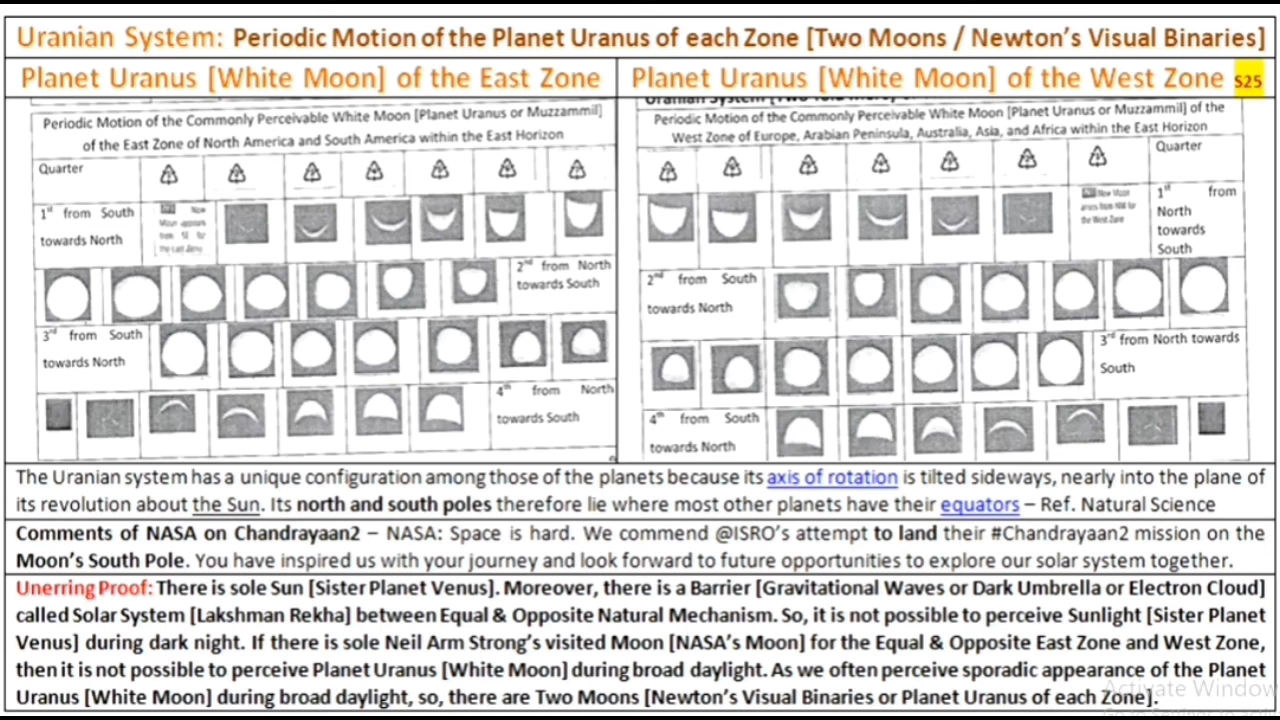 Uranian System: Periodic Motion of the Planet Uranus of each Zone [Two Moons / Newton's Visual Binaries]
Planet Uranus [White Moon] of the East Zone
Planet Uranus [White Moon] of the West Zone S25
Periodic Motion of the Commonly Perceivable White Moon [Planet Uranus or Muzzammil]
of the East Zone of North America and South America within the East Horizon
Quarter
1st from South
towards North
2nd from North
towards South
3rd from South
towards North
4th from North
towards South
Periodic Motion of the Commonly Perceivable White Moon [Planet Uranus or Muzzammil] of the
West Zone of Europe, Arabian Peninsula, Australia, Asia, and Africa within the East Horizon
Quarter
1st from
North
towards
South
2nd from South
towards North
3rd from North towards
South
4th from South
towards North
The Uranian system has a unique configuration among those of the planets because its axis of rotation is tilted sideways, nearly into the plane of
its revolution about the Sun. Its north and south poles therefore lie where most other planets have their equators – Ref. Natural Science
Comments of NASA on Chandrayaan2 – NASA: Space is hard. We commend @ISRO's attempt to land their #Chandrayaan2 mission on the
Moon's South Pole. You have inspired us with your journey and look forward to future opportunities to explore our solar system together.
Unerring Proof: There is sole Sun [Sister Planet Venus]. Moreover, there is a Barrier [Gravitational Waves or Dark Umbrella or Electron Cloud]
called Solar System [Lakshman Rekha] between Equal & Opposite Natural Mechanism. So, it is not possible to perceive Sunlight [Sister Planet
Venus] during dark night. If there is sole Neil Arm Strong's visited Moon [NASA's Moon] for the Equal & Opposite East Zone and West Zone,
then it is not possible to perceive Planet Uranus [White Moon] during broad daylight. As we often perceive sporadic appearance of the Planet
Uranus [White Moon] during broad daylight, so, there are Two Moons [Newton's Visual Binaries or Planet Uranus of each Zone].
Activate Window